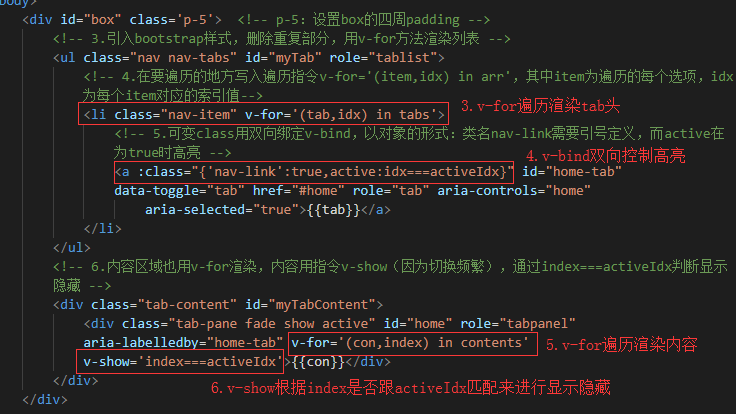 body>
<div id="box" class='p-5'> <!-- p-5：设置box的四周padding -->
<!-- 3.引入bootstrap样式，删除重复部分，用v-for方法渲染列表 -->
<ul class="nav nav-tabs" id="myTab" role="tablist">
<!-- 4.在要遍历的地方写入遍历指令v-for='(item,idx) in arr'，其中item为遍历的每个选项，idx
为每个item对应的索引值-->
<li class="nav-item" v-for='(tab,idx) in tabs'>
3.v-for遍历渲染tab头
<!-- 5.可变class用双向绑定v-bind，以对象的形式：类名nav-link需要引号定义，而active在
为true时高亮 -->
4.v-bind双向控制高亮
<a :class="{'nav-link':true,active:idx===activeIdx}" id="home-tab"
data-toggle="tab" href="#home" role="tab" aria-controls="home"
aria-selected="true">{{tab}}</a>
</li>
</ul>
<!-- 6.内容区域也用v-for渲染，内容用指令v-show（因为切换频繁），通过index===activeIdx判断显示
隐藏 -->
<div class="tab-content" id="myTabContent">
<div class="tab-pane fade show active" id="home" role="tabpanel"
aria-labelledby="home-tab" v-for='(con,index) in contents'
5.v-for遍历渲染内容
v-show='index===activeIdx'>{{con}}</div>
</div>
6.v-show根据index是否跟activeIdx匹配来进行显示隐藏
</div>